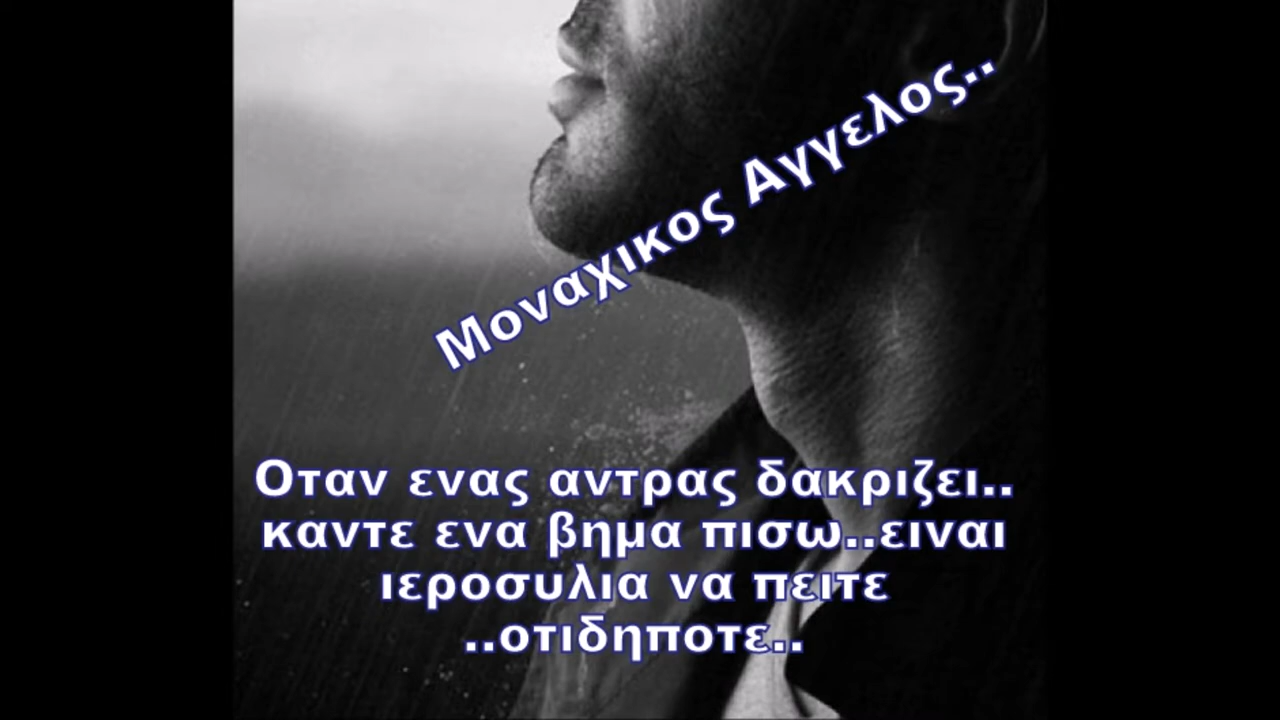 Μοναχικος Αγγελος..
Οταν ενας αντρας δακριζει..
καντε ενα βημα πισω..ειναι
ιεροσυλια να πειτε
..οτιδηποτε..